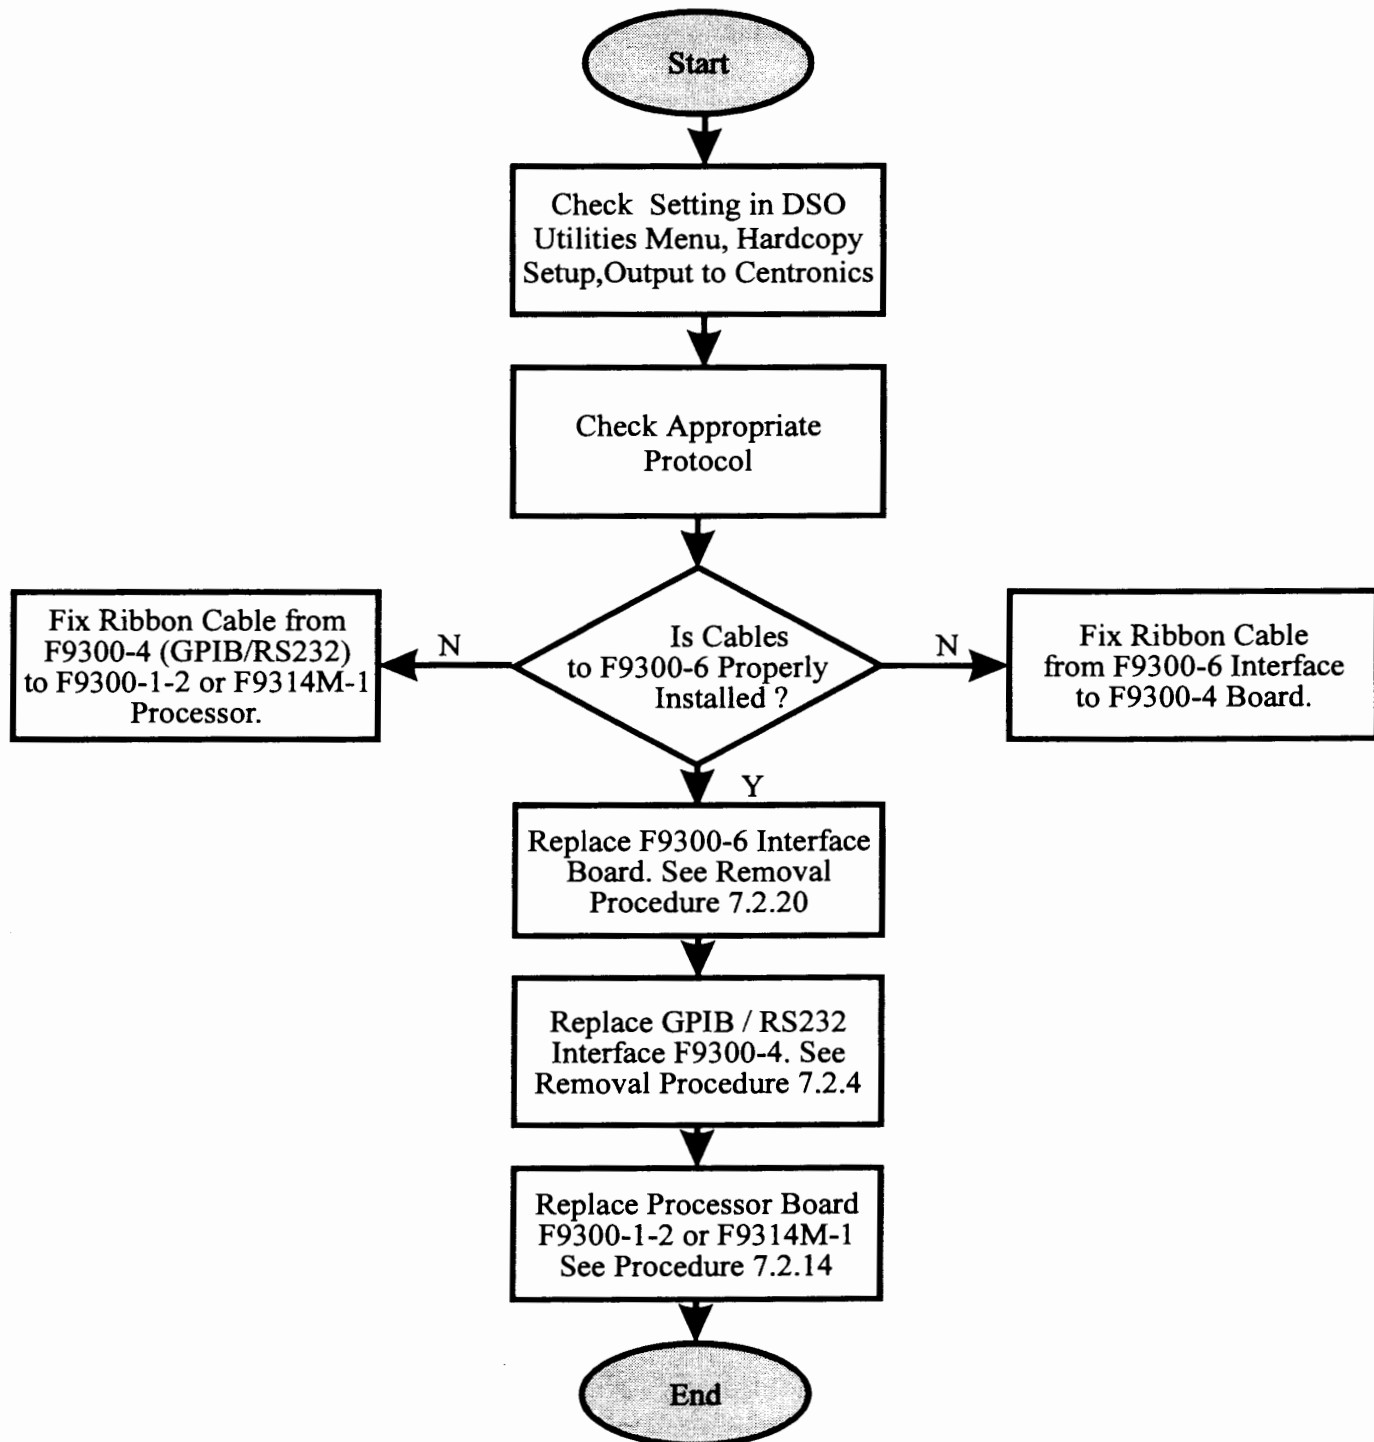 Start
Check Setting in DSO
Utilities Menu, Hardcopy
Setup,Output to Centronics
Check Appropriate
Protocol
Fix Ribbon Cable from
F9300-4 (GPIB/RS232)
to F9300-1-2 or F9314M-1
Processor.
N
Is Cables
to F9300-6 Properly
Installed ?
N
Fix Ribbon Cable
from F9300-6 Interface
to F9300-4 Board.
Y
Replace F9300-6 Interface
Board. See Removal
Procedure 7.2.20
Replace GPIB / RS232
Interface F9300-4. See
Removal Procedure 7.2.4
Replace Processor Board
F9300-1-2 or F9314M-1
See Procedure 7.2.14
End